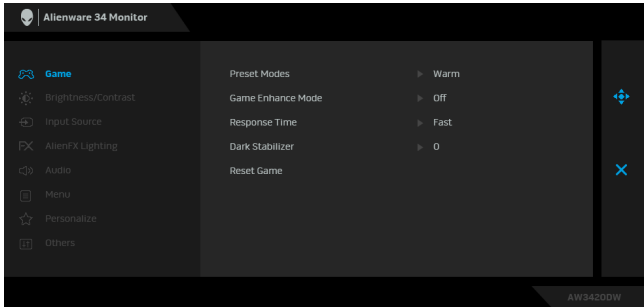 Alienware 34 Monitor
Game
Preset Modes Warm
Brightness/Contrast
Game Enhance Mode Off
Input Source
Response Time Fast
AlienFX Lighting
Dark Stabilizer 0
Audio
Reset Game
Menu
Personalize
Others
AW3420DW